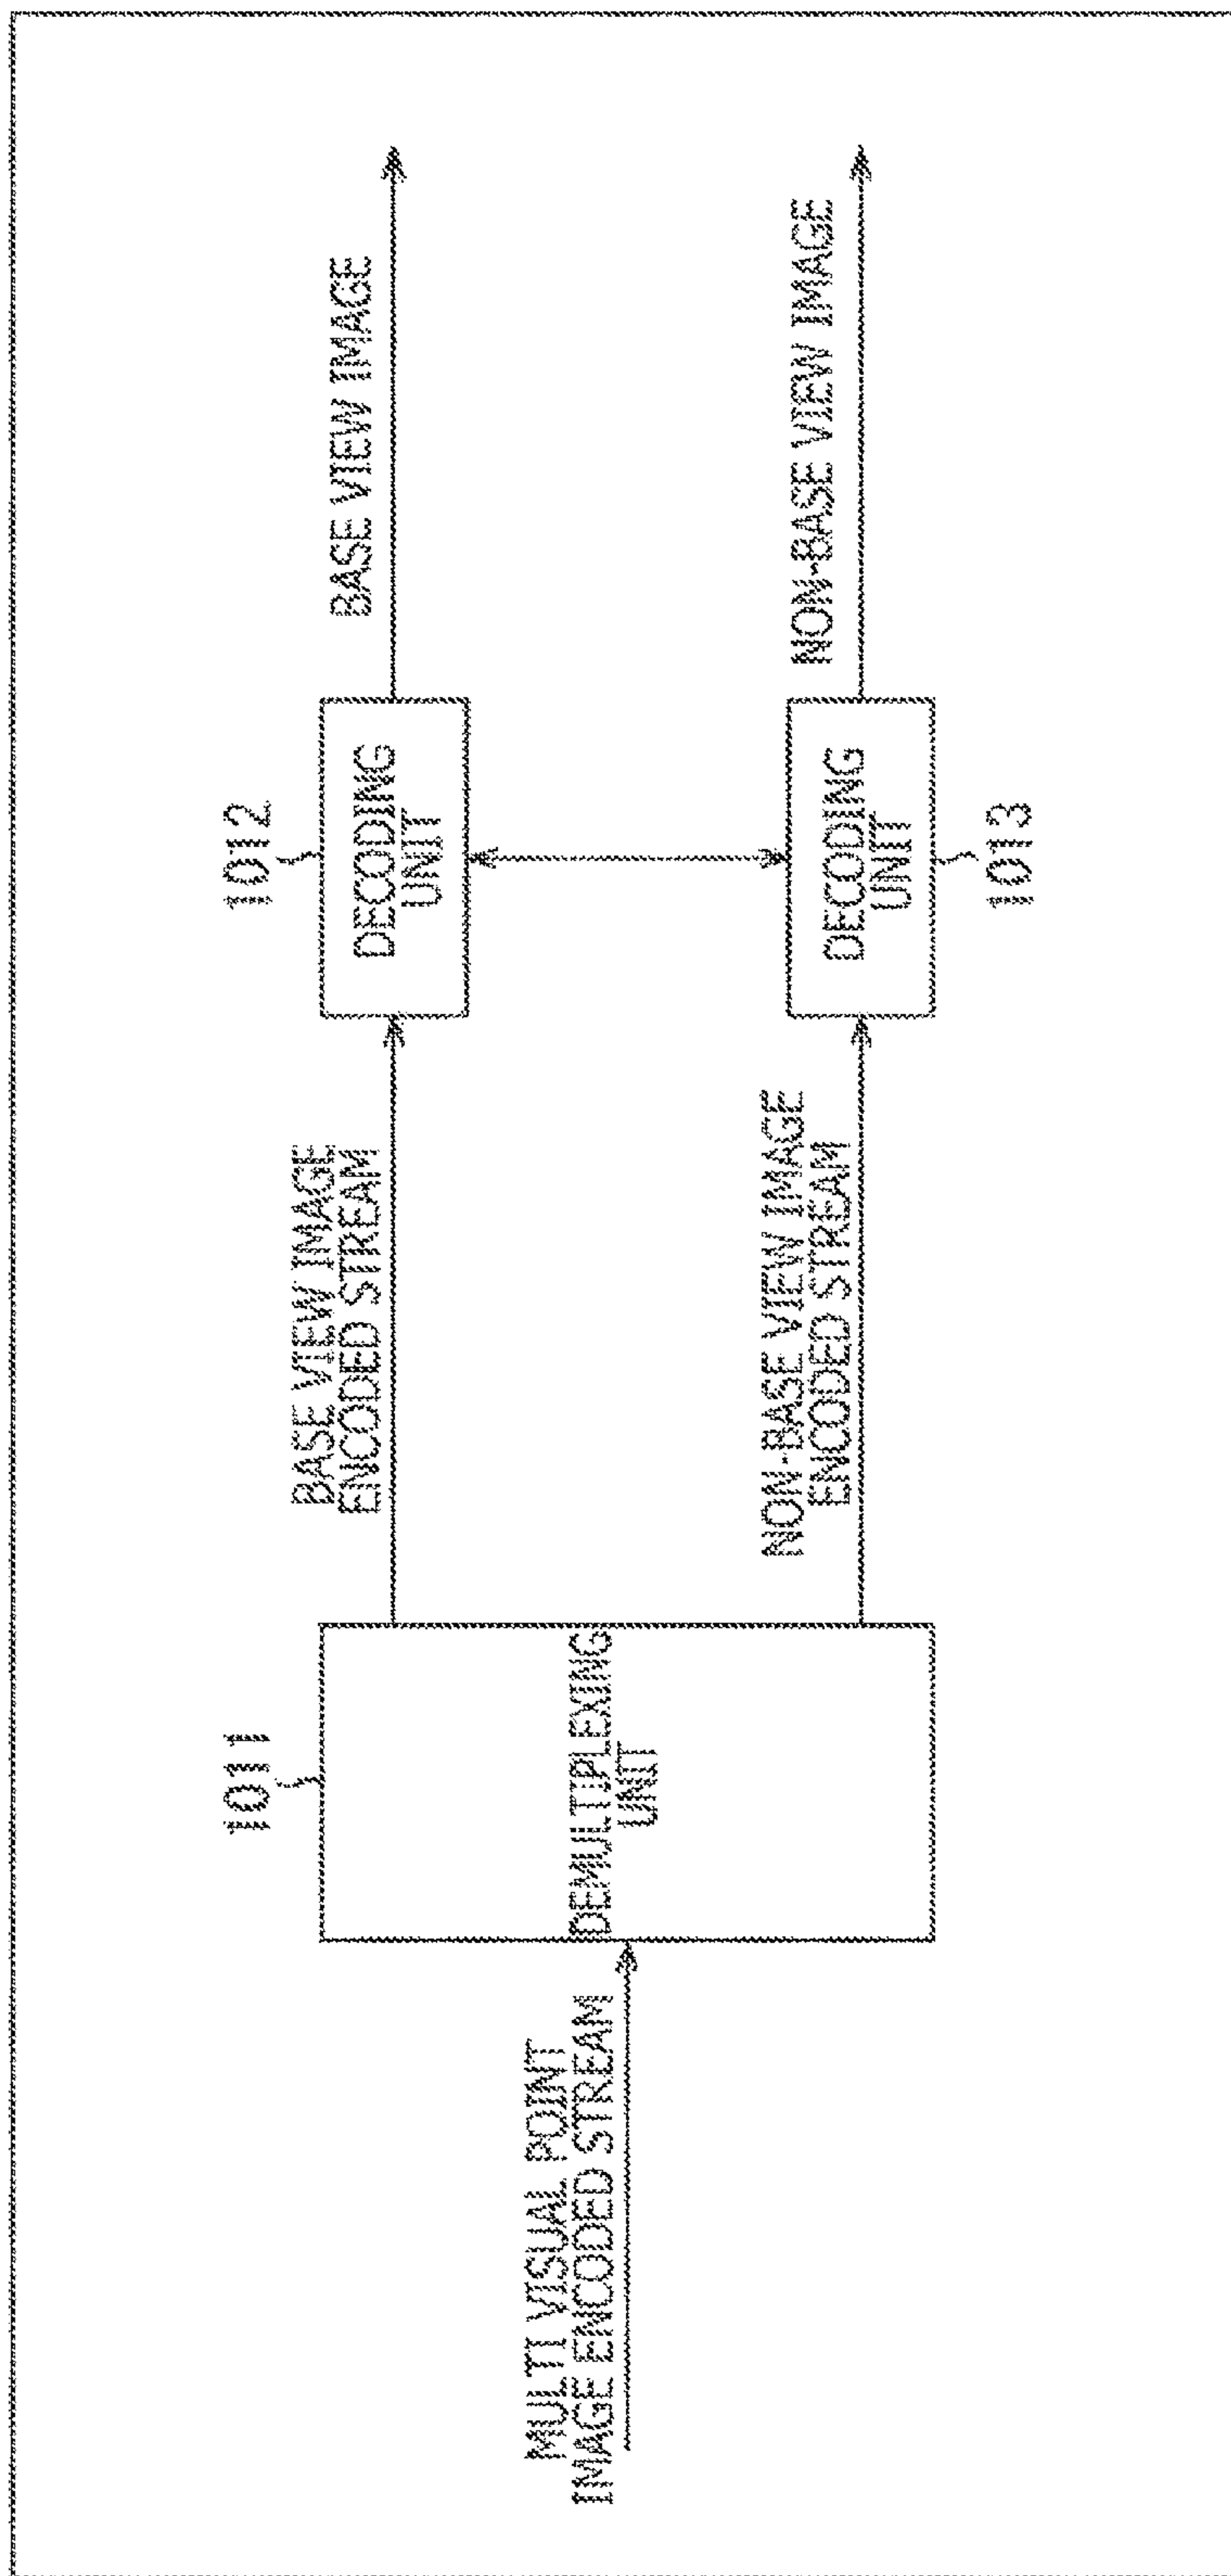 MULTI VISUAL POINT
IMAGE ENCODED STREAM
1011
DEMULTIPLEXING
UNIT
BASE VIEW IMAGE
ENCODED STREAM
NON-BASE VIEW IMAGE
ENCODED STREAM
1012
DECODING
UNIT
DECODING
UNIT
1013
BASE VIEW IMAGE
NON-BASE VIEW IMAGE